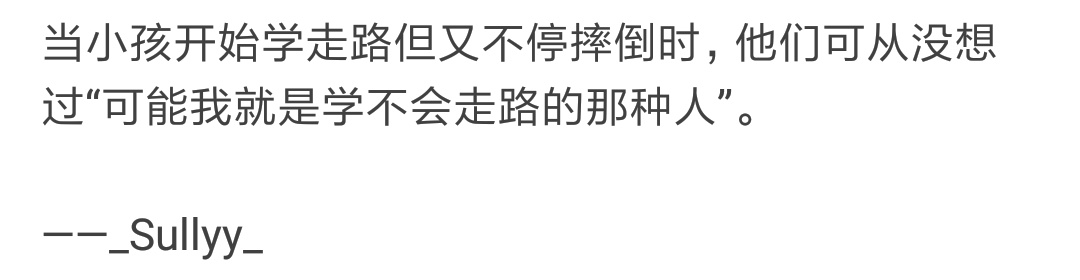 当小孩开始学走路但又不停摔倒时，他们可从没想
过“可能我就是学不会走路的那种人”。
——_Sullyy_